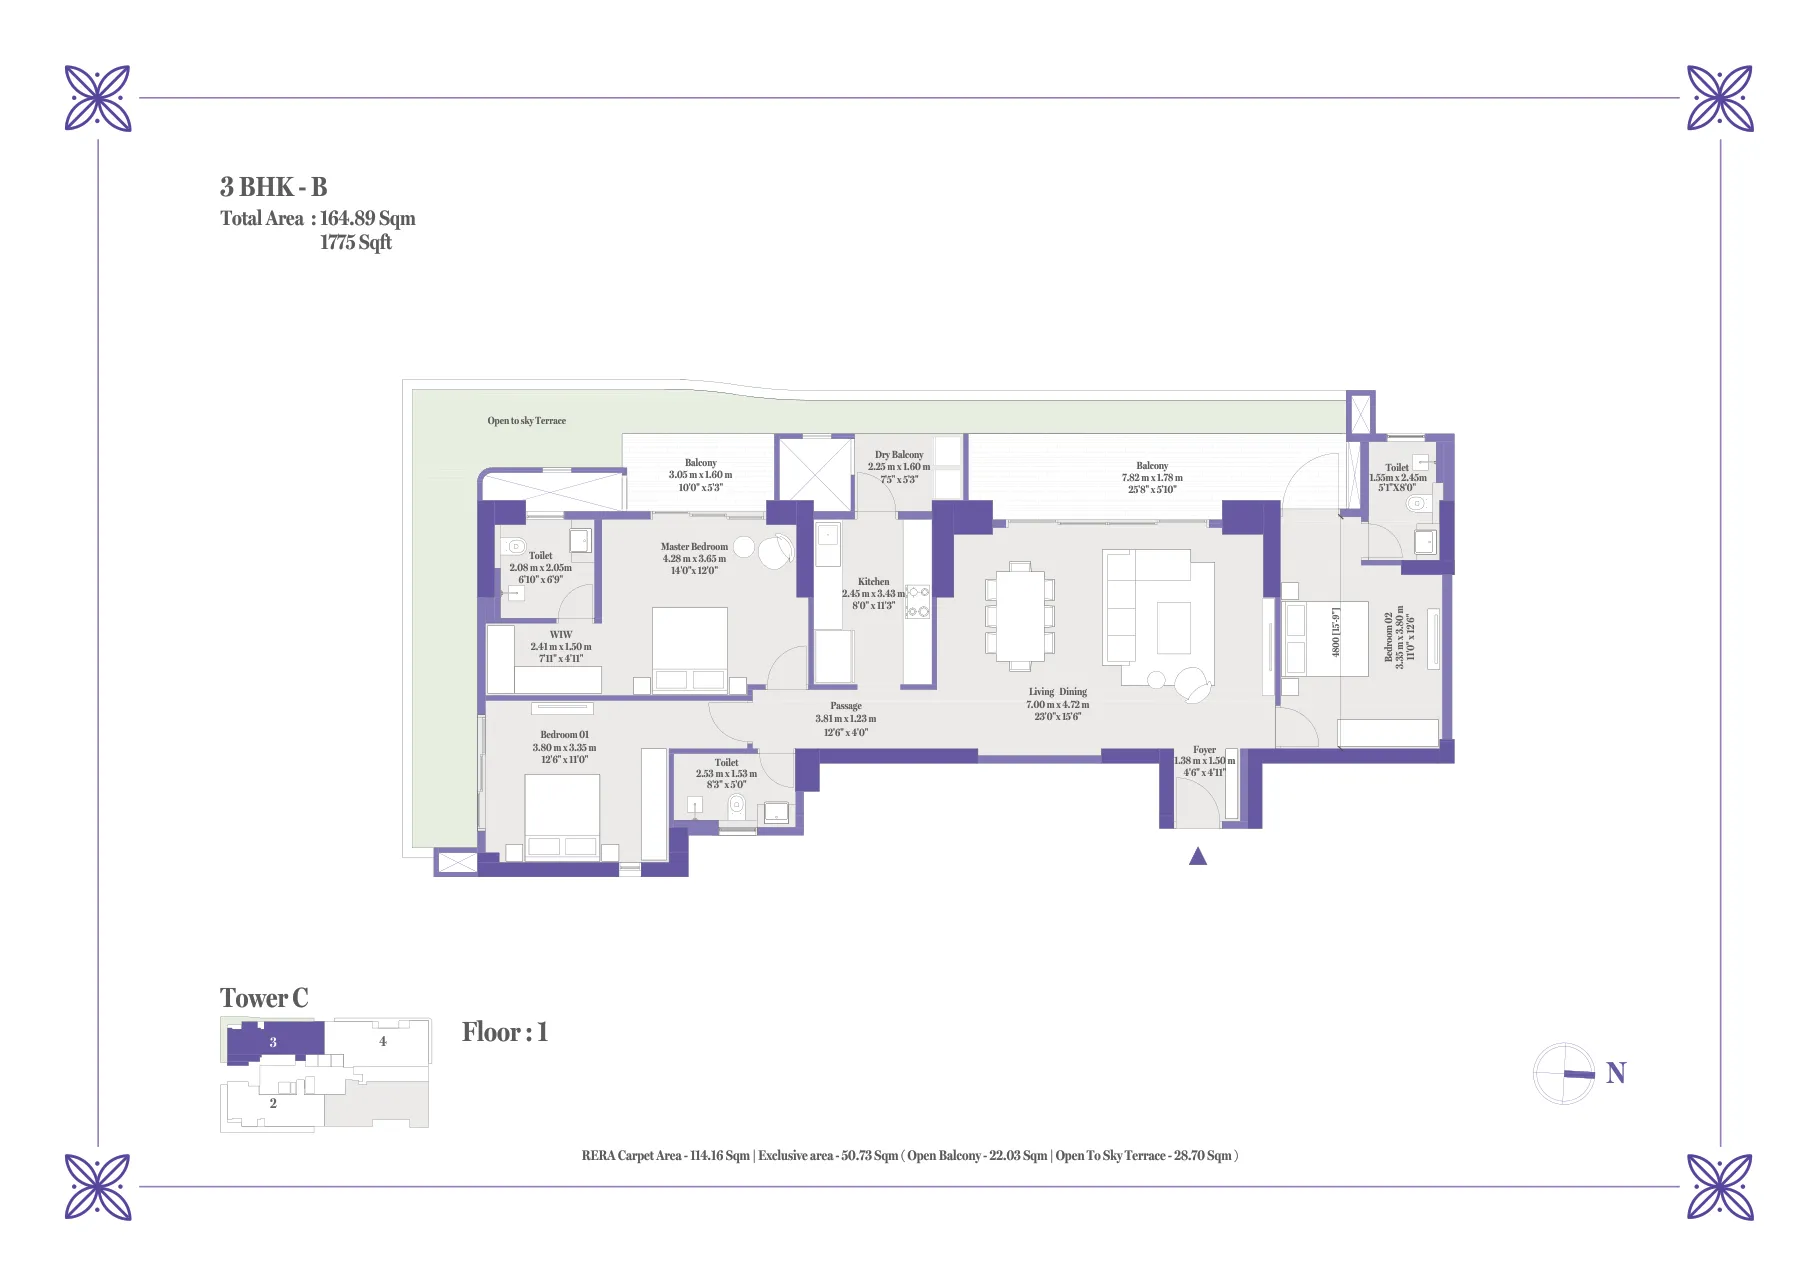 3 BHK - B
Total Area : 164.89 Sqm
1775 Sqft
Open to sky Terrace
Balcony
3.05 m x 1.60 m
10'0" x 5'3"
Dry Balcony
2.25 m x 1.60 m
7'5" x 5'3"
Balcony
7.82 m x 1.78 m
25'8" x 5'10"
Toilet
1.55m x 2.45m
5'1"X8'0"
Toilet
2.08 m x 2.05m
6'10" x 6'9"
Master Bedroom
4.28 m x 3.65 m
14'0"x 12'0"
Kitchen
2.45 m x 3.43 m
8'0" x 11'3"
WIW
2.41 m x 1.50 m
7'11" x 4'11"
4800 [15'-9"]
Bedroom 02
3.35 m x 3.80 m
11'0" x 12'6"
Living Dining
7.00 m x 4.72 m
23'0"x 15'6"
Passage
3.81 m x 1.23 m
12'6" x 4'0"
Bedroom 01
3.80 m x 3.35 m
12'6" x 11'0"
Toilet
2.53 m x 1.53 m
8'3" x 5'0"
Foyer
1.38 m x 1.50 m
4'6" x 4'11"
Tower C
3
4
2
Floor : 1
N
RERA Carpet Area - 114.16 Sqm | Exclusive area - 50.73 Sqm ( Open Balcony - 22.03 Sqm | Open To Sky Terrace - 28.70 Sqm )